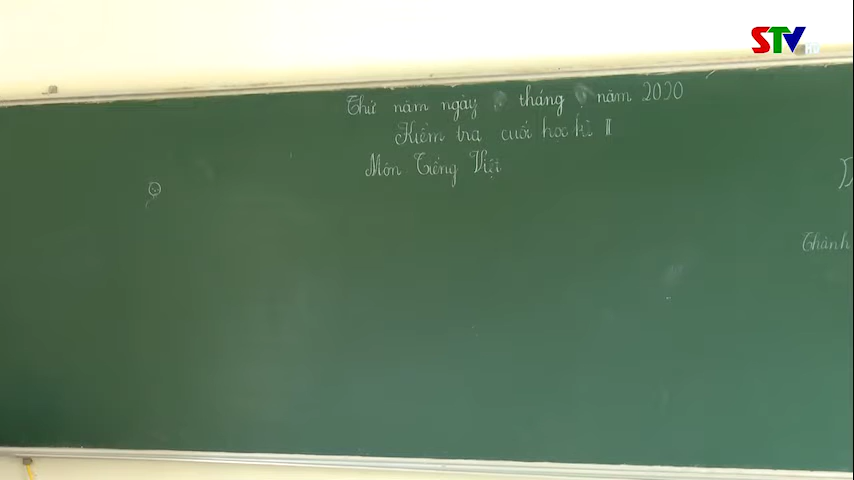 STV
Thứ năm ngày tháng năm 2020
Kiểm tra cuối học kì II
Môn Tiếng Việt
Thành